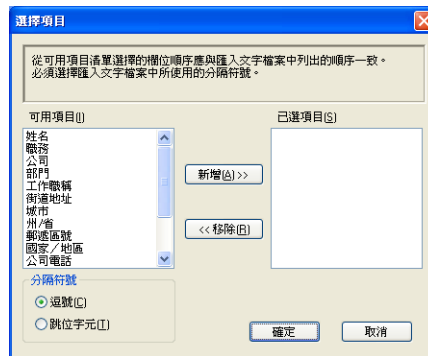 選擇項目
從可用項目清單選擇的欄位順序應與匯入文字檔案中列出的順序一致。
必須選擇匯入文字檔案中所使用的分隔符號。
可用項目(I)
已選項目(S)
姓名
職務
公司
部門
工作職稱
街道地址
城市
州/省
郵遞區號
國家／地區
公司電話
新增(A)>>
<<移除(R)
分隔符號
逗號(C)
跳位字元(T)
確定
取消